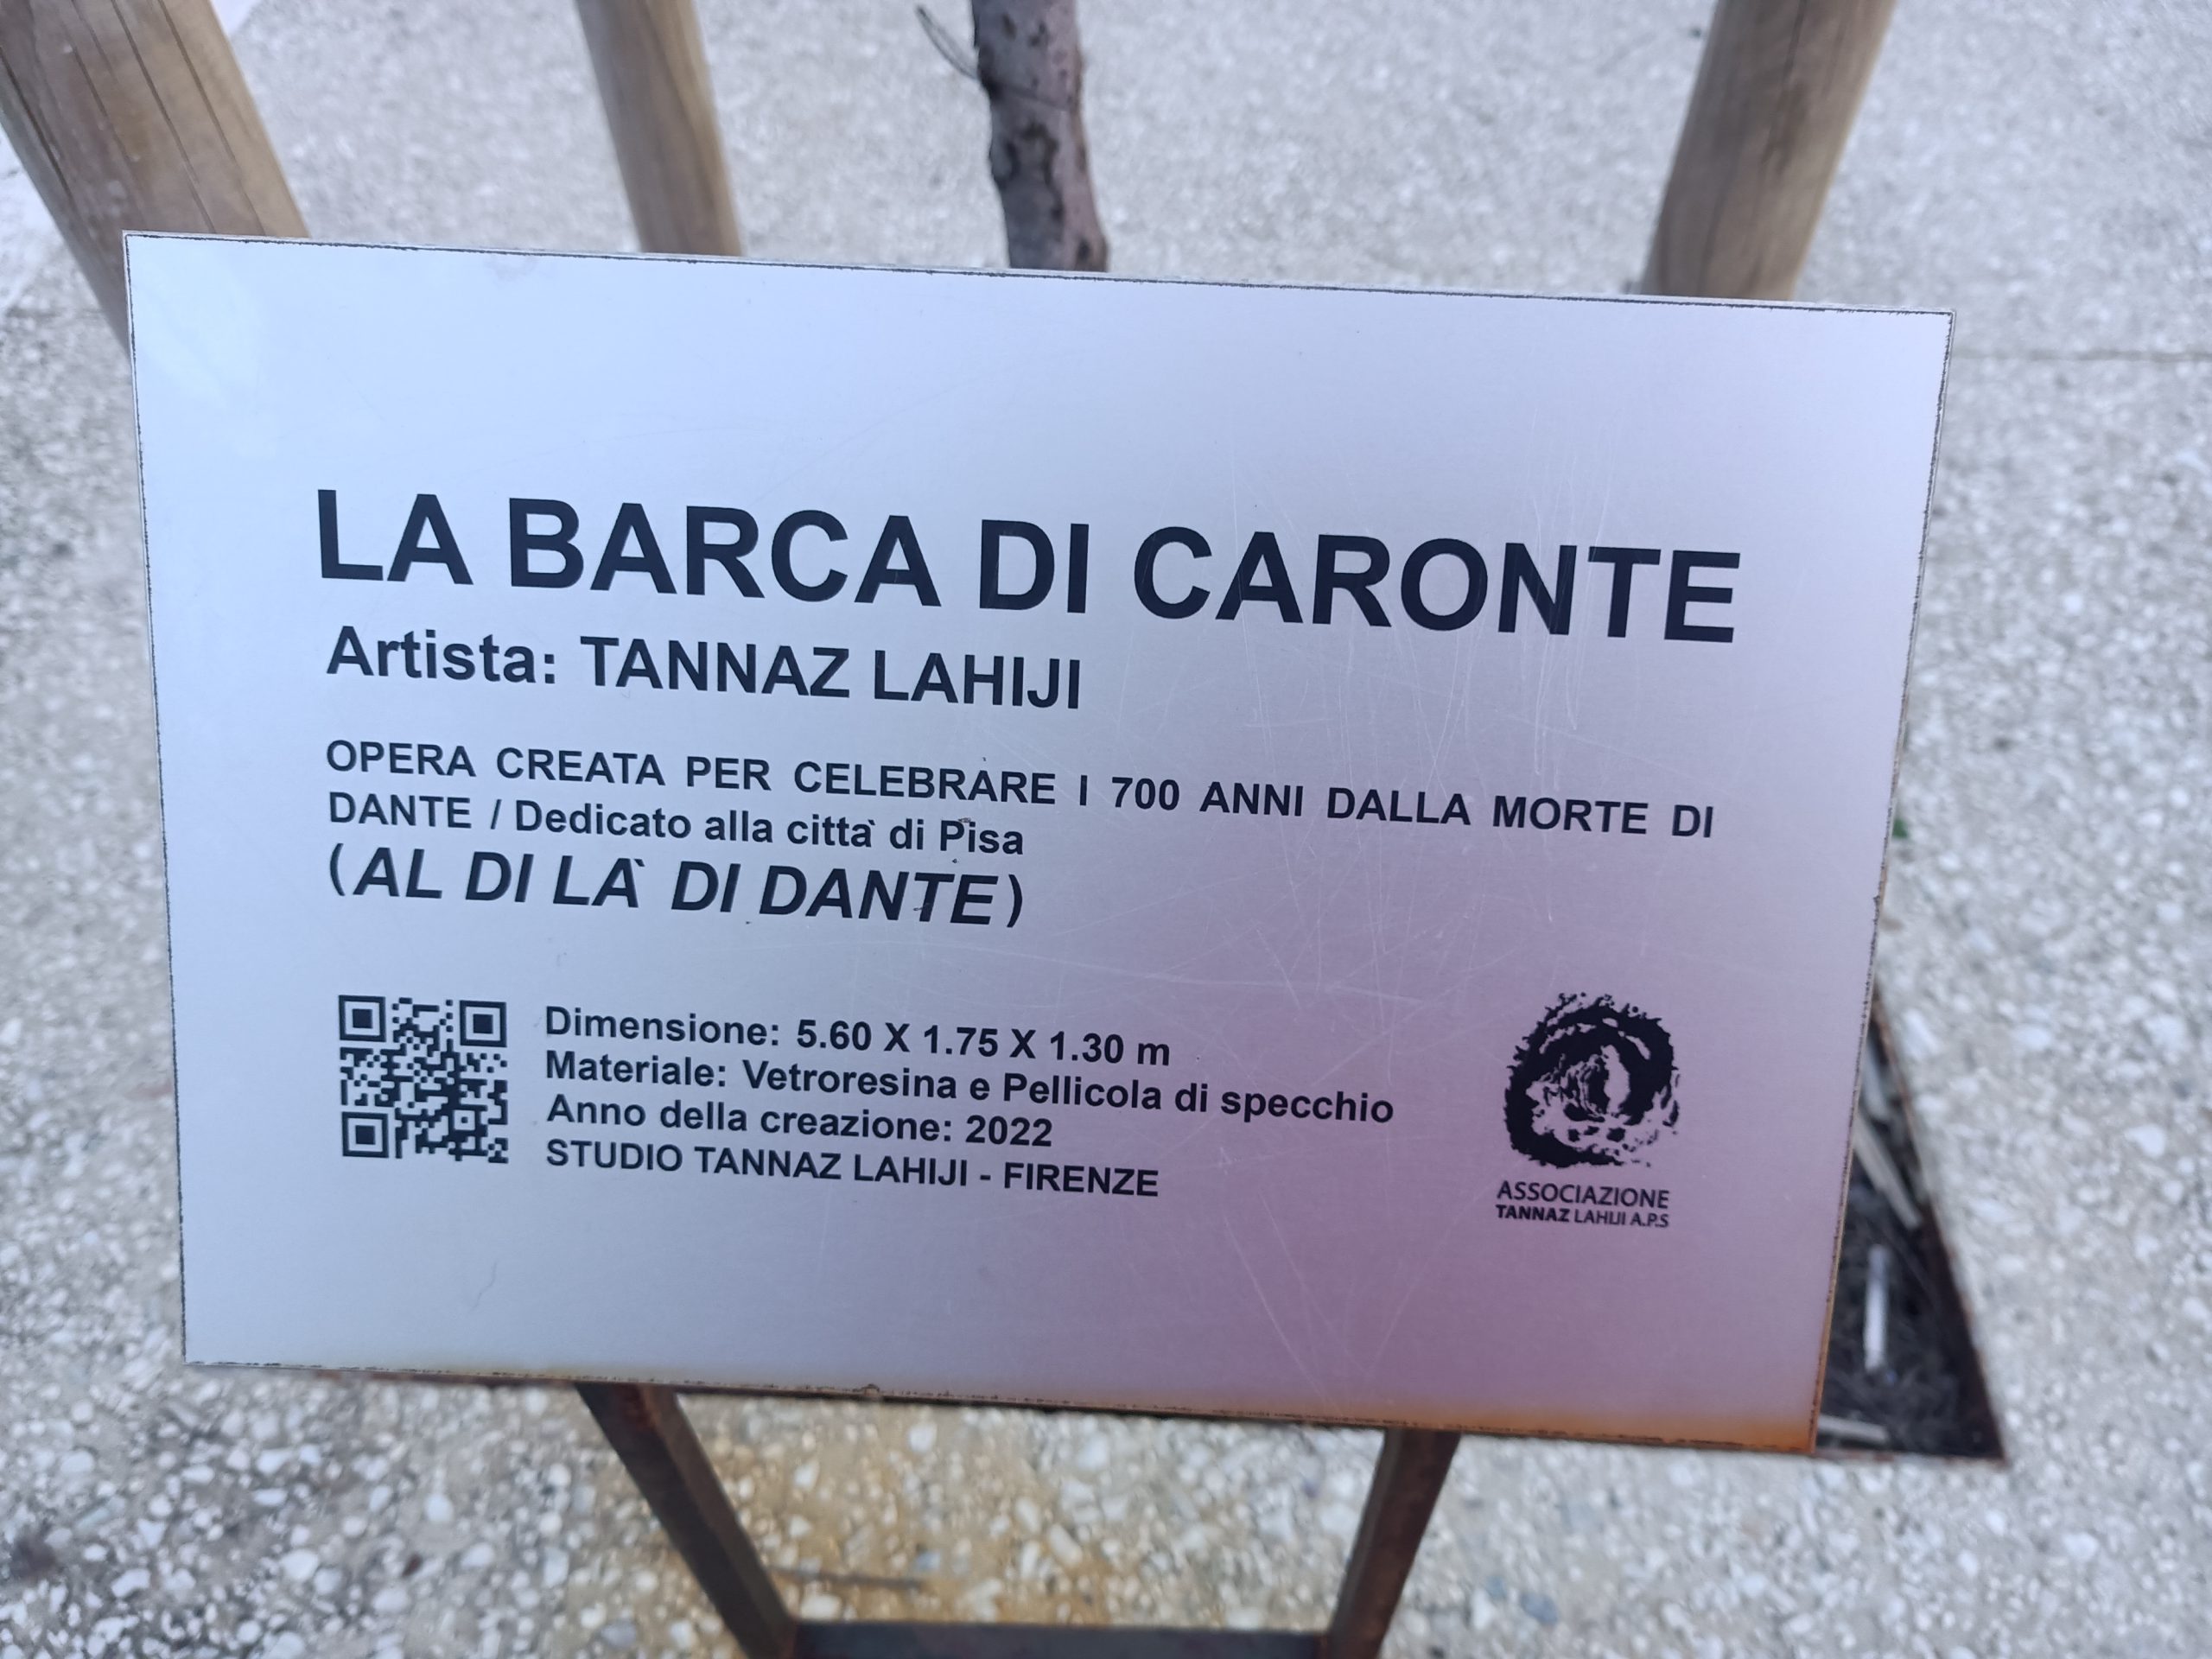 LA BARCA DI CARONTE
Artista: TANNAZ LAHIJI
OPERA CREATA PER CELEBRARE I 700 ANNI DALLA MORTE DI
DANTE / Dedicato alla citta` di Pisa
(AL DI LA` DI DANTE)
Dimensione: 5.60 X 1.75 X 1.30 m
Materiale: Vetroresina e Pellicola di specchio
Anno della creazione: 2022
STUDIO TANNAZ LAHIJI - FIRENZE
ASSOCIAZIONE
TANNAZ LAHIJI A.P.S